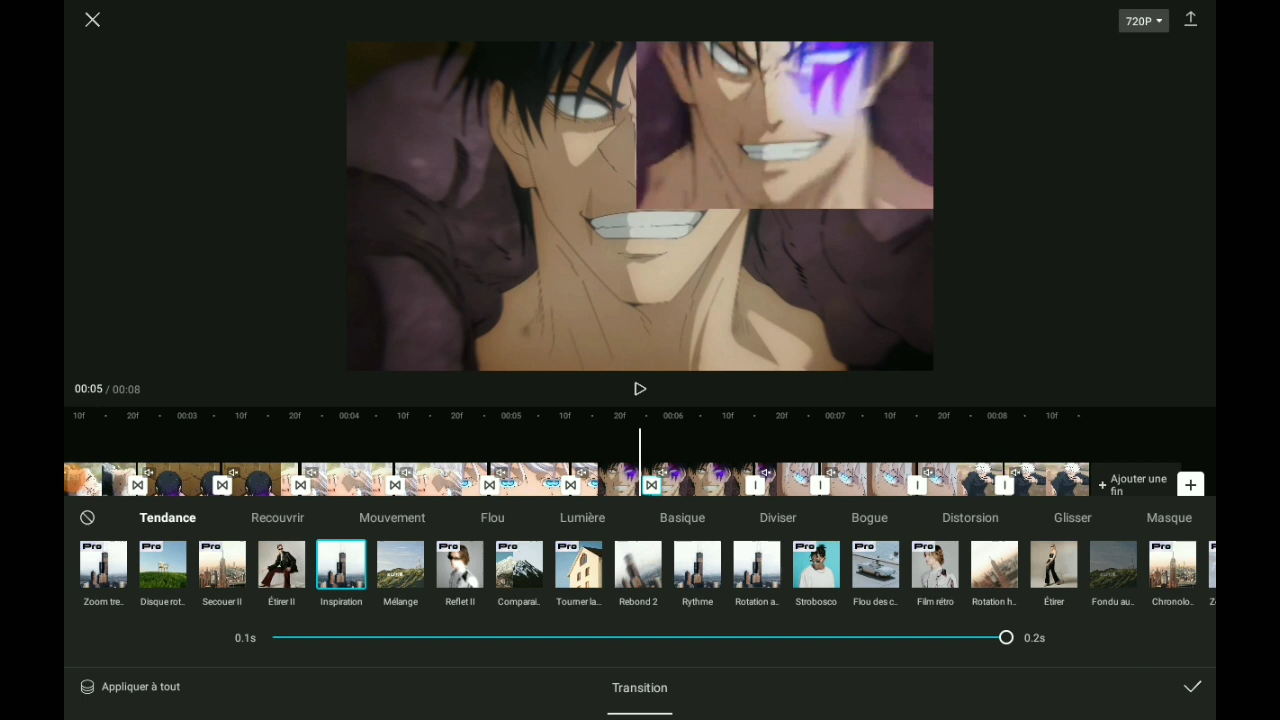 720P
00:05 / 00:08
10f 20f 00:03 10f 20f 00:04 10f 20f 00:05 10f 20f 00:06 10f 20f 00:07 10f 20f 00:08 10f
+ Ajouter une
fin
Tendance Recouvrir Mouvement Flou Lumière Basique Diviser Bogue Distorsion Glisser Masque
Pro Pro Pro Pro Pro Pro Pro Pro Pro Pro
Zoom tre.. Disque rot.. Secouer II Étirer II Inspiration Mélange Reflet II Comparai.. Tourner la... Rebond 2 Rythme Rotation a.. Strobosco Flou des c.. Film rétro Rotation h.. Étirer Fondu au.. Chronolo..
0.1s 0.2s
Appliquer à tout Transition